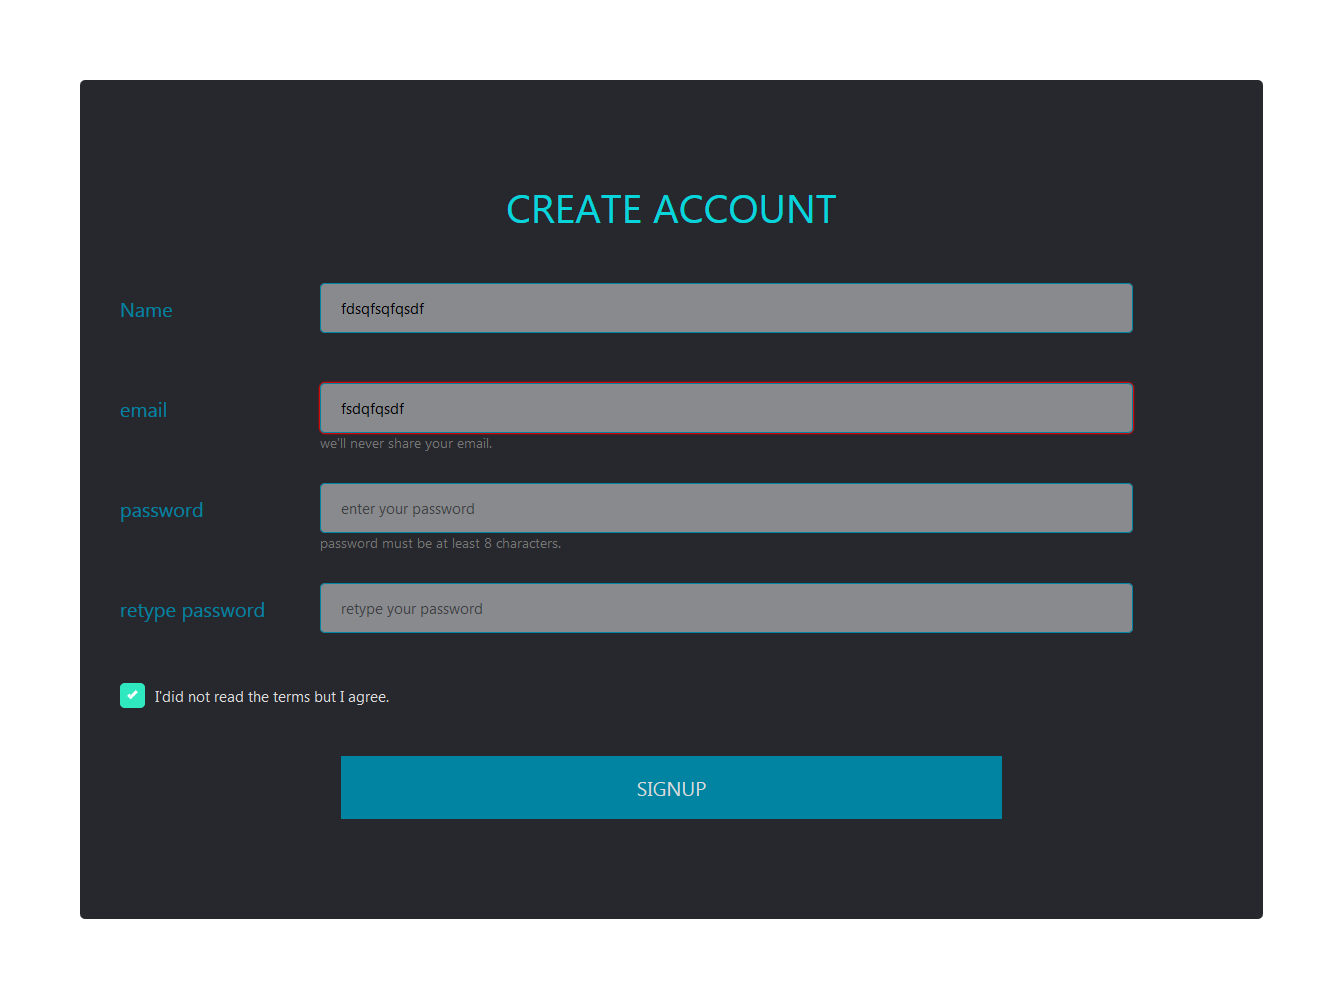 CREATE ACCOUNT
Name
fdsqfsqfqsdf
email
fsdqfqsdf
we'll never share your email.
password
enter your password
password must be at least 8 characters.
retype password
retype your password
I'did not read the terms but I agree.
SIGNUP